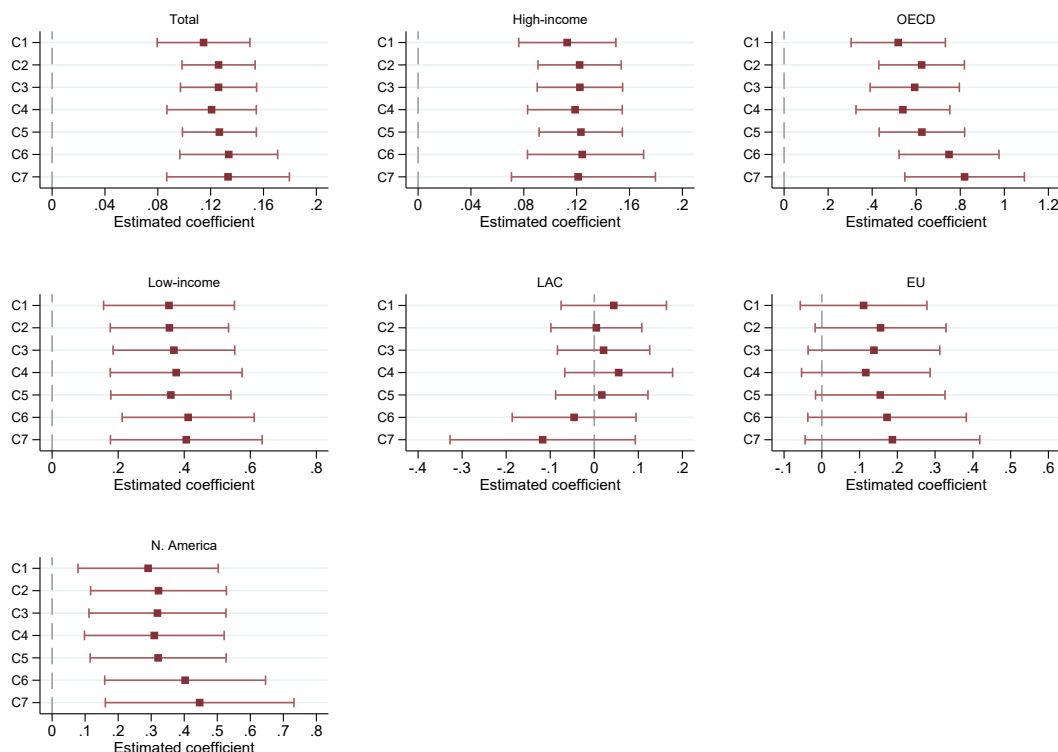 Total
C1
C2
C3
C4
C5
C6
C7
0 .04 .08 .12 .16 .2
Estimated coefficient
High-income
C1
C2
C3
C4
C5
C6
C7
0 .04 .08 .12 .16 .2
Estimated coefficient
OECD
C1
C2
C3
C4
C5
C6
C7
0 .2 .4 .6 .8 1 1.2
Estimated coefficient
Low-income
C1
C2
C3
C4
C5
C6
C7
0 .2 .4 .6 .8
Estimated coefficient
LAC
C1
C2
C3
C4
C5
C6
C7
-.4 -.3 -.2 -.1 0 .1 .2
Estimated coefficient
EU
C1
C2
C3
C4
C5
C6
C7
-.1 0 .1 .2 .3 .4 .5 .6
Estimated coefficient
N. America
C1
C2
C3
C4
C5
C6
C7
0 .1 .2 .3 .4 .5 .6 .7 .8
Estimated coefficient